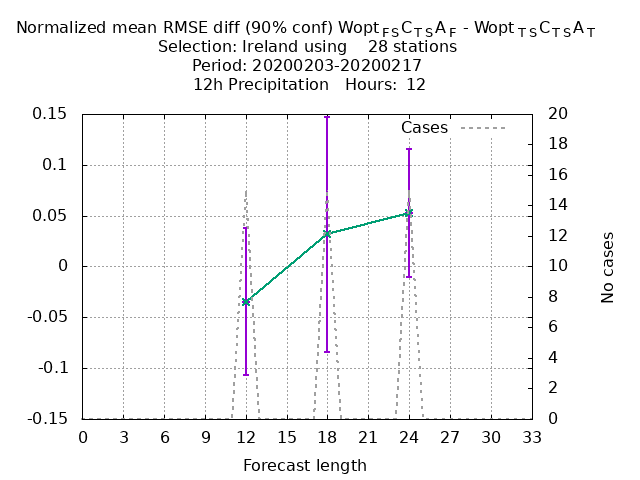 Normalized mean RMSE diff (90% conf) Wopt FS C TS A F - Wopt TS C TS A T
Selection: Ireland using 28 stations
Period: 20200203-20200217
12h Precipitation Hours: 12
Cases
0.15
0.1
0.05
0
-0.05
-0.1
-0.15
20
18
16
14
12
10
8
6
4
2
0
No cases
0 3 6 9 12 15 18 21 24 27 30 33
Forecast length